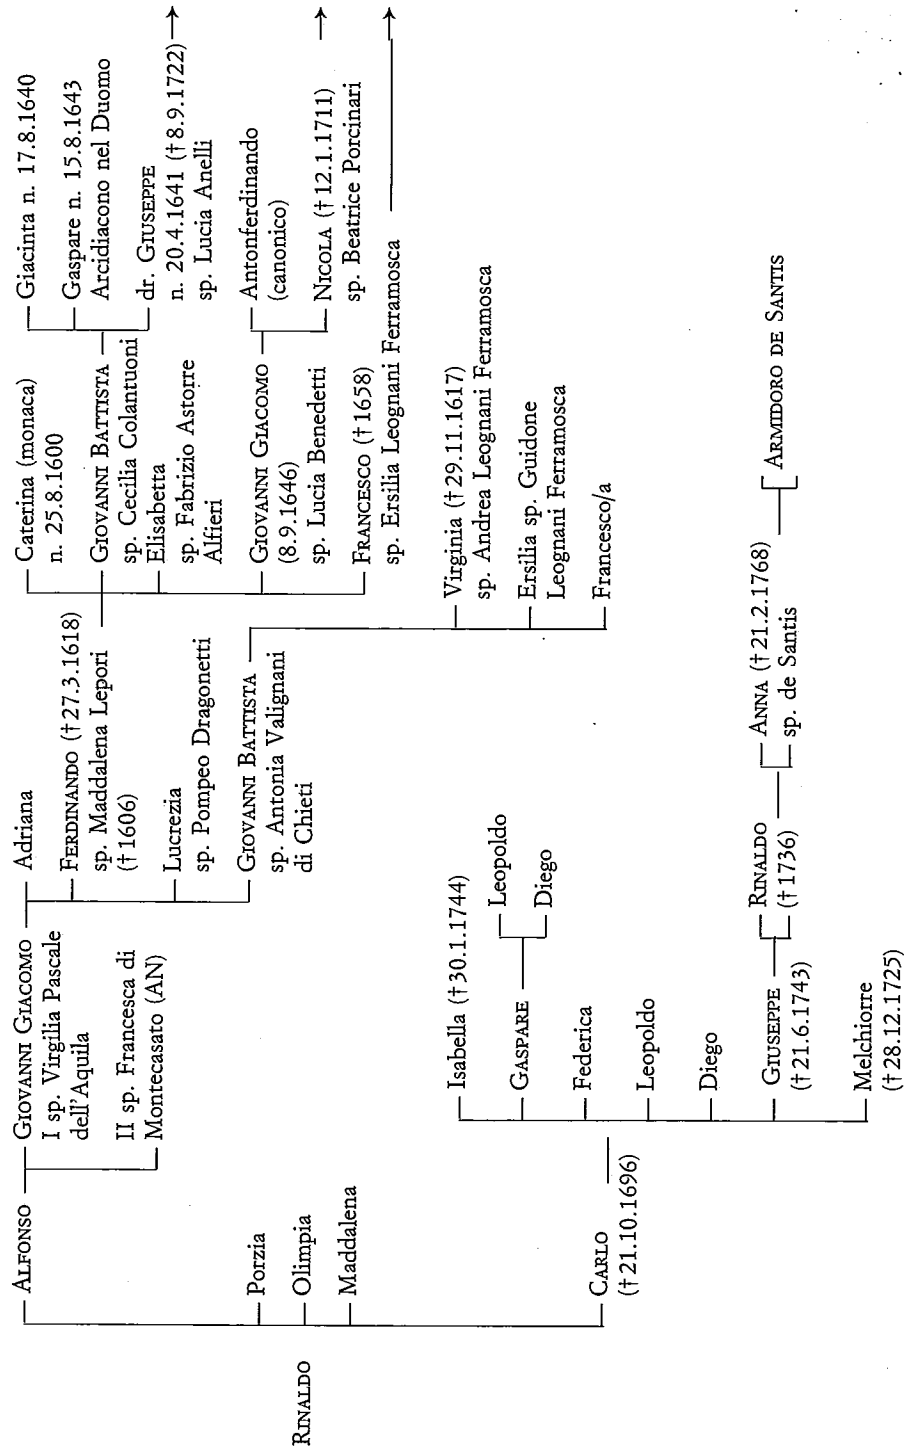 RINALDO
ALFONSO
Porzia
Olimpia
Maddalena
CARLO
(†21.10.1696)
GIOVANNI GIACOMO
I sp. Virgilia Pascale
dell'Aquila
II sp. Francesca di
Montecasato (AN)
Adriana
FERDINANDO (†27.3.1618)
sp. Maddalena Lepori
(†1606)
Lucrezia
sp. Pompeo Dragonetti
GIOVANNI BATTISTA
sp. Antonia Valignani
di Chieti
Caterina (monaca)
n. 25.8.1600
GIOVANNI BATTISTA
sp. Cecilia Colantuoni
Elisabetta
sp. Fabrizio Astorre
Alfieri
GIOVANNI GIACOMO
(8.9.1646)
sp. Lucia Benedetti
FRANCESCO (†1658)
sp. Ersilia Leognani Ferramosca
Giacinta n. 17.8.1640
Gaspare n. 15.8.1643
Arcidiacono nel Duomo
dr. GIUSEPPE
n. 20.4.1641 (†8.9.1722)
sp. Lucia Anelli
Antonferdinando
(canonico)
NICOLA (†12.1.1711)
sp. Beatrice Porcinari
Virginia (†29.11.1617)
sp. Andrea Leognani Ferramosca
Ersilia sp. Guidone
Leognani Ferramosca
Francesco/a
Isabella (†30.1.1744)
GASPARE
Federica
Leopoldo
Diego
GIUSEPPE
(†21.6.1743)
Melchiorre
(†28.12.1725)
Leopoldo
Diego
RINALDO
(†1736)
ANNA (†21.2.1768)
sp. de Santis
ARMIDORO DE SANTIS